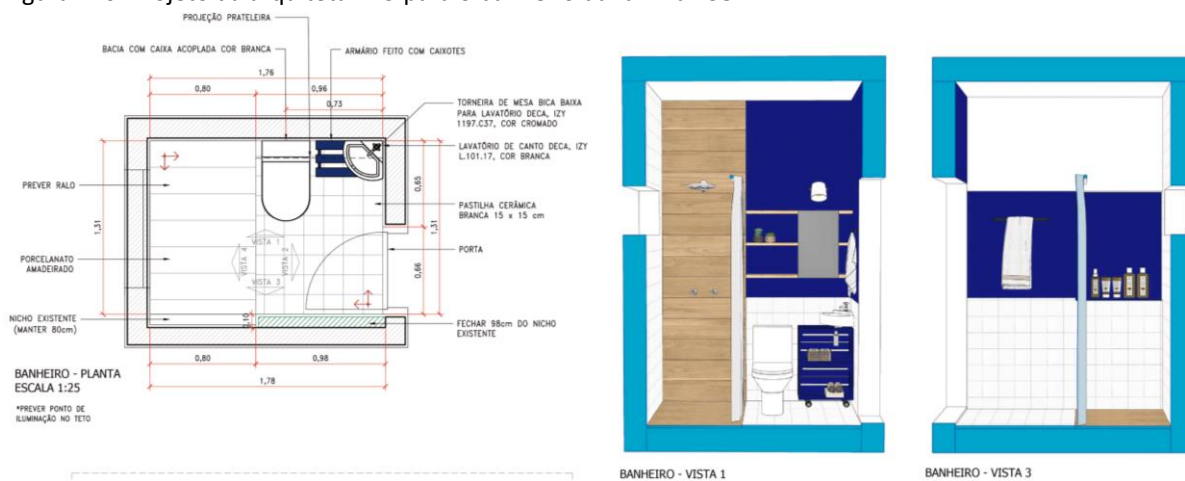 PROJEÇÃO PRATELEIRA
BACIA COM CAIXA ACOPLADA COR BRANCA
ARMÁRIO FEITO COM CAIXOTES
1,76
0,80
0,96
0,73
TORNEIRA DE MESA BICA BAIXA
PARA LAVATÓRIO DECA, IZY
1197.C37, COR CROMADO
LAVATÓRIO DE CANTO DECA, IZY
L.101.17, COR BRANCA
PREVER RALO
0,65
PASTILHA CERÂMICA
BRANCA 15 x 15 cm
1,31
1,31
VISTA 1
VISTA 4
VISTA 2
VISTA 3
PORTA
PORCELANATO
AMADEIRADO
0,66
NICHO EXISTENTE
(MANTER 80cm)
0,10
FECHAR 98cm DO NICHO
EXISTENTE
0,80
0,98
1,78
BANHEIRO - PLANTA
ESCALA 1:25
*PREVER PONTO DE
ILUMINAÇÃO NO TETO
BANHEIRO - VISTA 1
BANHEIRO - VISTA 3